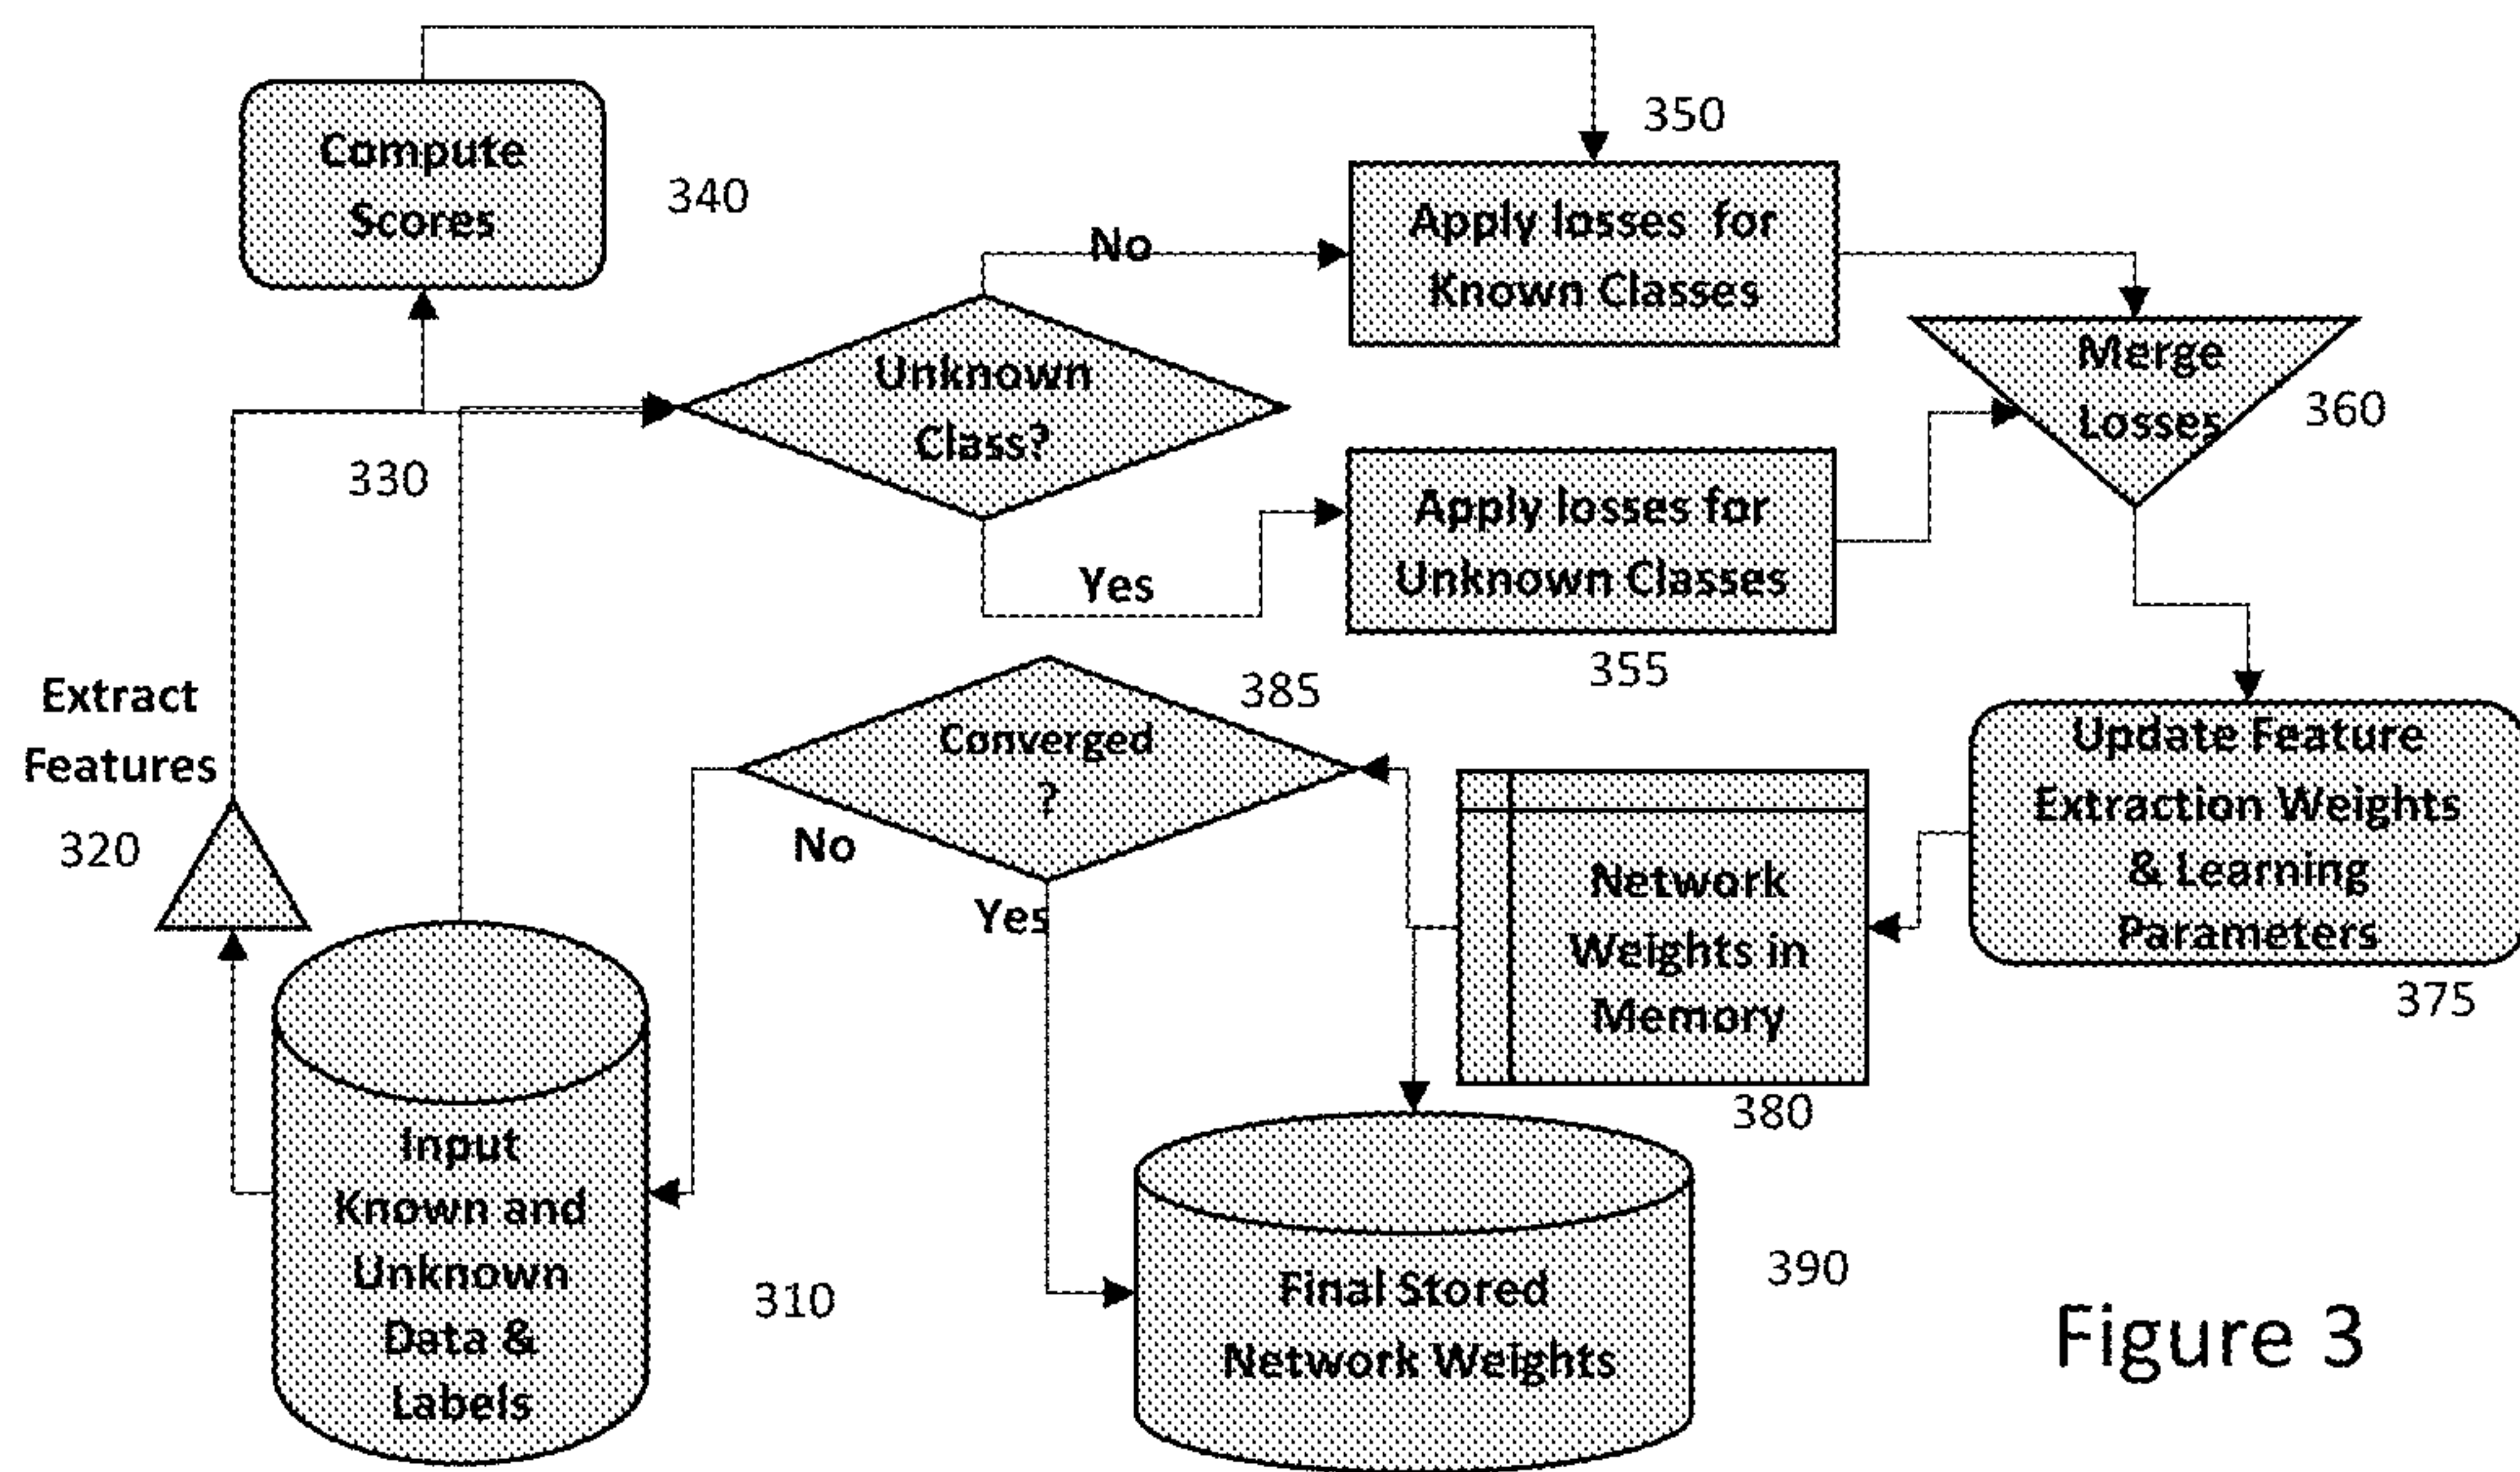 Compute
Scores
340
350
Apply losses for
Known Classes
No
Unknown
Class?
Merge
Losses
360
330
Apply losses for
Unknown Classes
Yes
355
Extract
Features
320
385
Converged
?
No
Yes
Update Feature
Extraction Weights
& Learning
Parameters
375
Network
Weights in
Memory
380
Input
Known and
Unknown
Data &
Labels
310
Final Stored
Network Weights
390
Figure 3